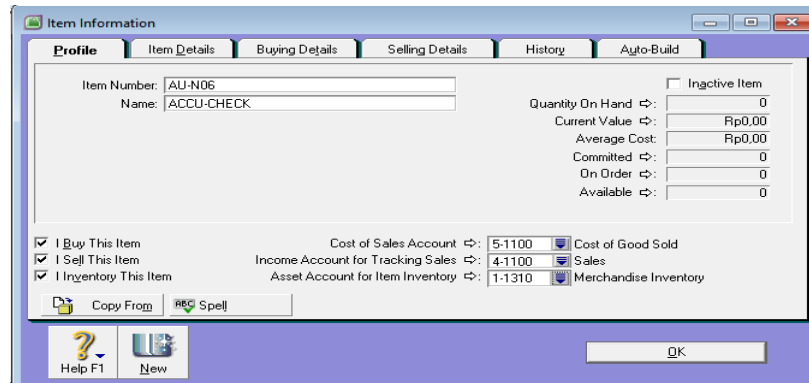 Item Information
Profile Item Details Buying Details Selling Details History Auto-Build
Item Number: AU-N06
Name: ACCU-CHECK
Inactive Item
Quantity On Hand ⇨: 0
Current Value ⇨: Rp0,00
Average Cost: Rp0,00
Committed ⇨: 0
On Order ⇨: 0
Available ⇨: 0
I Buy This Item
I Sell This Item
I Inventory This Item
Cost of Sales Account ⇨: 5-1100 Cost of Good Sold
Income Account for Tracking Sales ⇨: 4-1100 Sales
Asset Account for Item Inventory ⇨: 1-1310 Merchandise Inventory
Copy From ABC Spell
Help F1 New OK